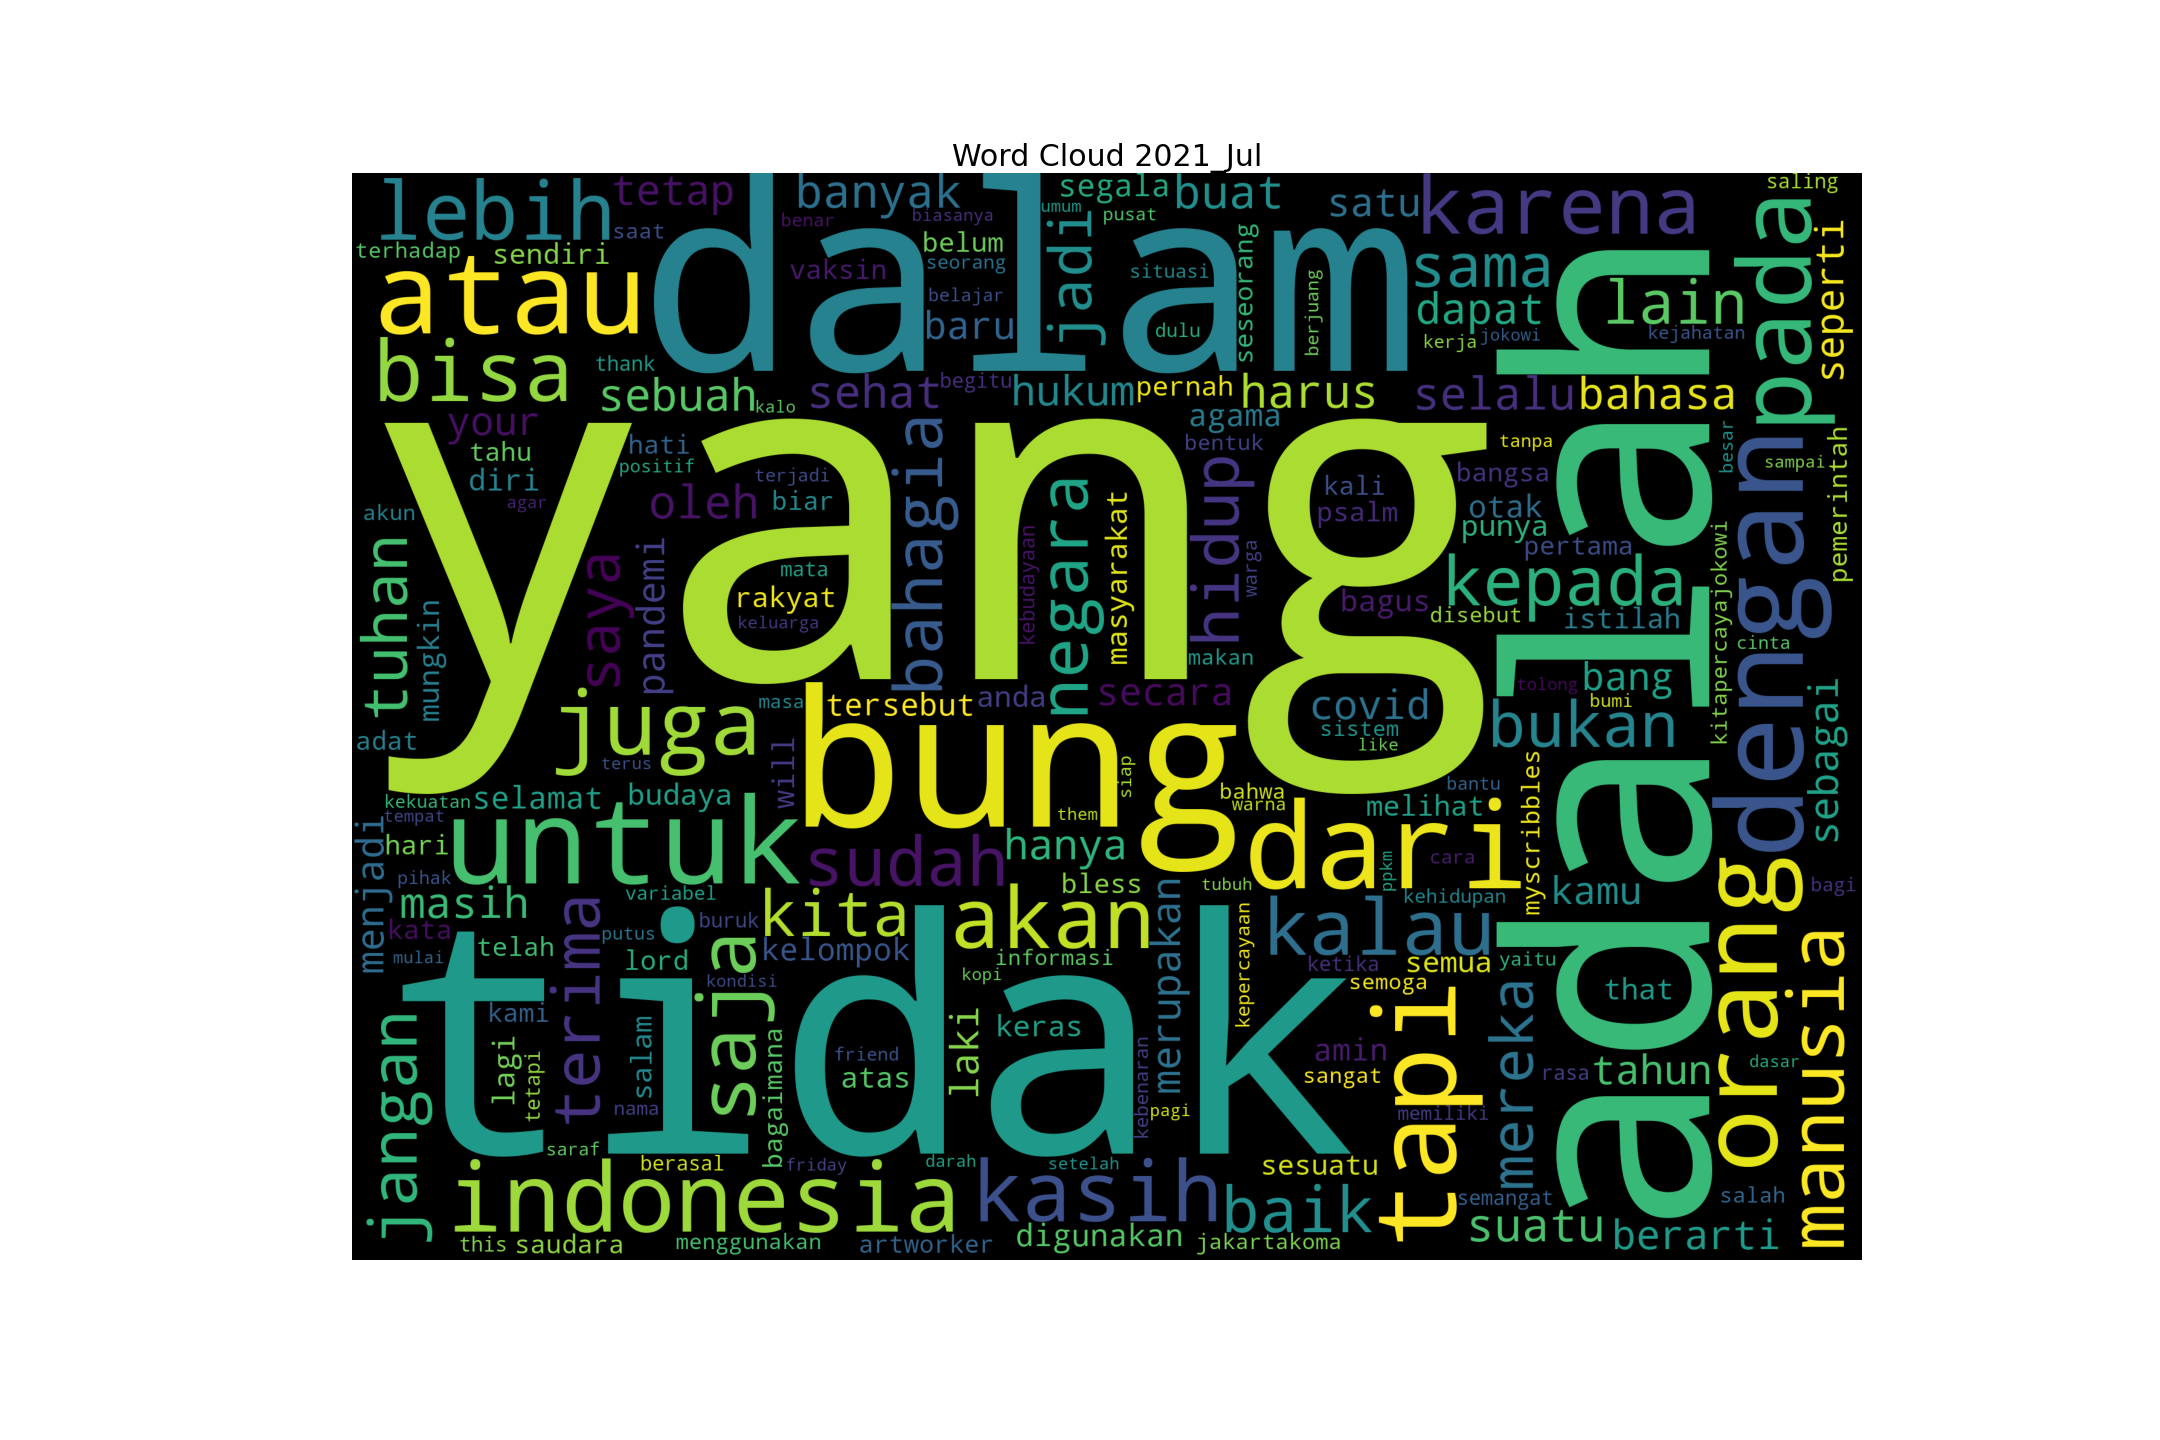 Word Cloud 2021_Jul
lebih
tetap
banyak
segala
buat
satu
karena
saling
dalam
umum
pusat
benar
biasanya
saat
terhadap
sendiri
belum
seorang
vaksin
situasi
jadi
seseorang
berjuang
sama
adalah
pada
seperti
atau
belajar
baru
dulu
dapat
lain
kerja
jokowi
kejahatan
bisa
thank
sebuah
kalo
sehat
begitu
hukum
pernah
harus
selalu
bahasa
yang
your
tahu
diri
hati
positif
agar
oleh
terjadi
biar
bahagia
agama
bentuk
tanpa
besar
sampai
bangsa
kali
psalm
otak
punya
pertama
pemerintah
dengan
akun
tuhan
mungkin
saya
pandemi
mata
rakyat
keluarga
kebudayaan
negara
masyarakat
hidup
warga
makan
bagus
kepada
disebut
istilah
kitapercayajokowi
cinta
tolong
bang
bumi
bukan
sebagai
adat
juga
terus
masa
tersebut
anda
secara
covid
sistem
like
bung
will
siap
them
bahwa
warna
melihat
bantu
myscribbles
kekuatan
selamat
budaya
tempat
menjadi
hari
untuk
sudah
hanya
dari
cara
ppkm
orang
bagi
pihak
masih
variabel
kita
bless
akan
tubuh
kehidupan
kamu
kata
mulai
telah
terima
putus
buruk
lord
saja
kelompok
kondisi
informasi
kopi
merupakan
kepercayaan
kalau
ketika
semua
semoga
yaitu
that
manusia
tidak
jangan
kami
lagi
tetapi
salam
nama
bagaimana
friend
atas
laki
keras
kebenaran
pagi
amin
sangat
tapi
memiliki
mereka
rasa
tahun
dasar
saraf
berasal
friday
darah
setelah
sesuatu
semangat
salah
indonesia
kasih
baik
suatu
berarti
this
saudara
menggunakan
artworker
digunakan
jakartakoma